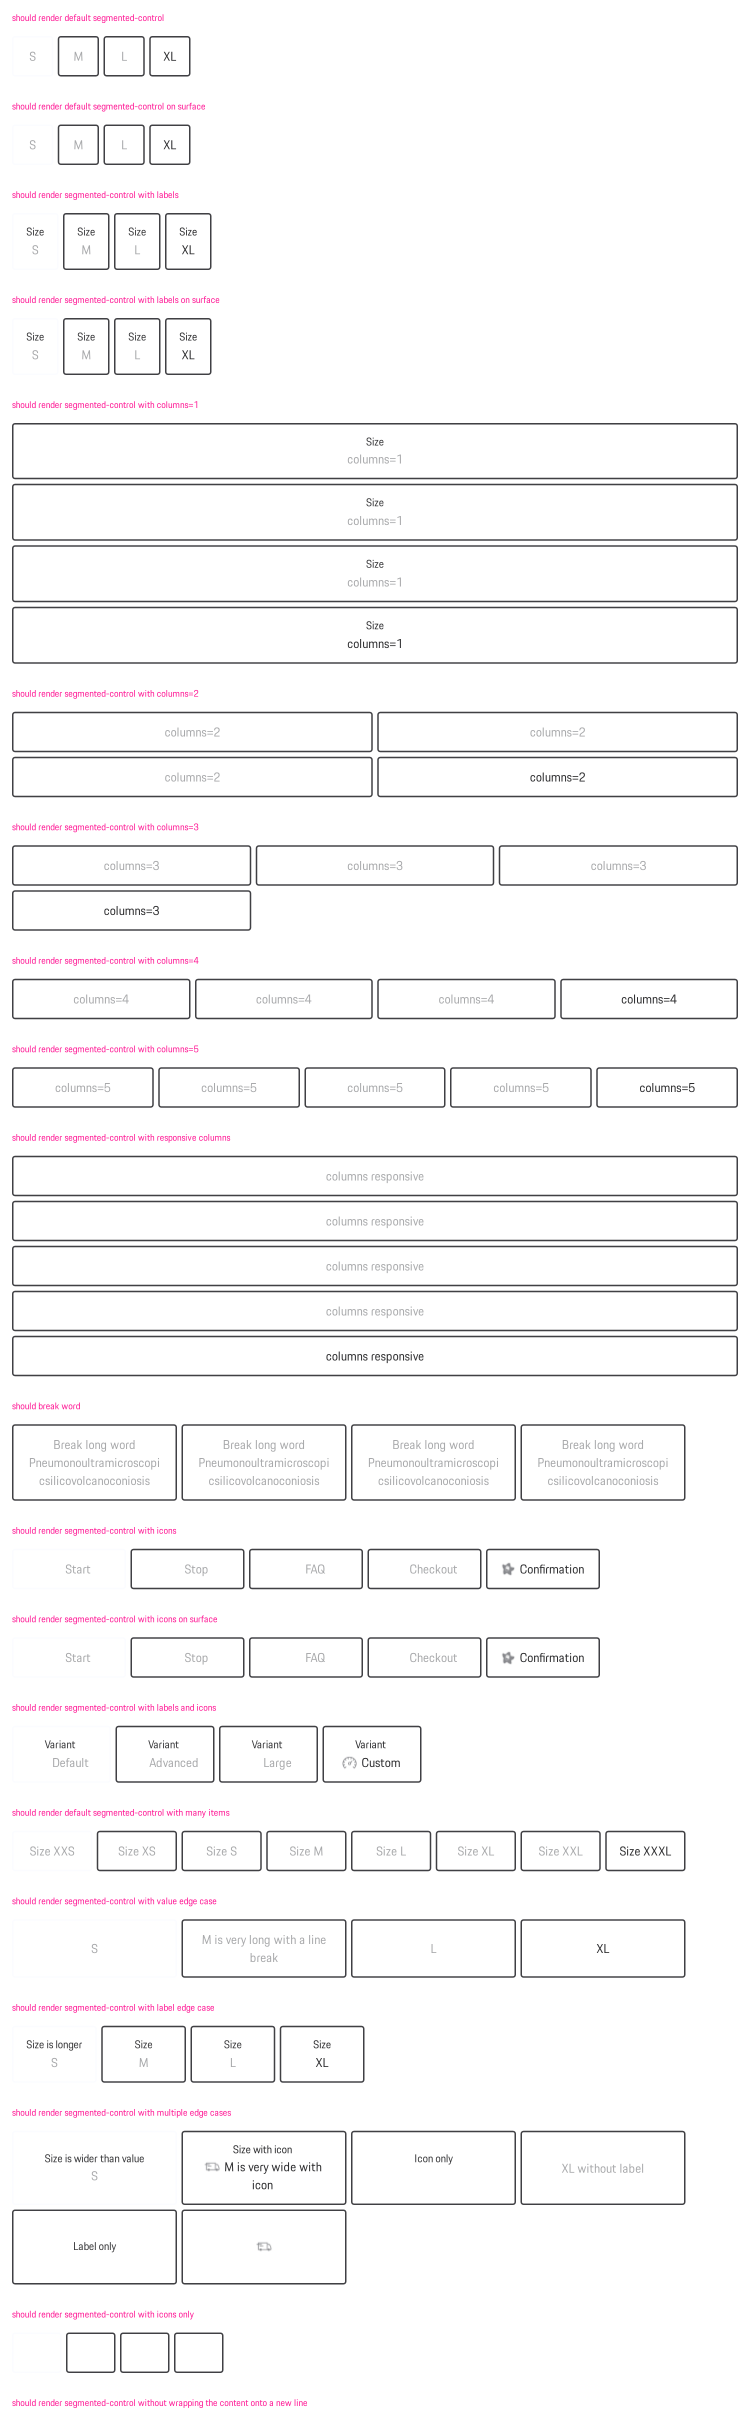 should render default segmented-control
S M L XL
should render default segmented-control on surface
S M L XL
should render segmented-control with labels
Size Size Size Size
S M L XL
should render segmented-control with labels on surface
Size Size Size Size
S M L XL
should render segmented-control with columns=1
Size
columns=1
Size
columns=1
Size
columns=1
Size
columns=1
should render segmented-control with columns=2
columns=2 columns=2
columns=2 columns=2
should render segmented-control with columns=3
columns=3 columns=3 columns=3
columns=3
should render segmented-control with columns=4
columns=4 columns=4 columns=4 columns=4
should render segmented-control with columns=5
columns=5 columns=5 columns=5 columns=5 columns=5
should render segmented-control with responsive columns
columns responsive
columns responsive
columns responsive
columns responsive
columns responsive
should break word
Break long word Break long word Break long word Break long word
Pneumonoultramicroscopi Pneumonoultramicroscopi Pneumonoultramicroscopi Pneumonoultramicroscopi
csilicovolcanoconiosis csilicovolcanoconiosis csilicovolcanoconiosis csilicovolcanoconiosis
should render segmented-control with icons
Start Stop FAQ Checkout Confirmation
should render segmented-control with icons on surface
Start Stop FAQ Checkout Confirmation
should render segmented-control with labels and icons
Variant Variant Variant Variant
Default Advanced Large Custom
should render default segmented-control with many items
Size XXS Size XS Size S Size M Size L Size XL Size XXL Size XXXL
should render segmented-control with value edge case
S M is very long with a line L XL
break
should render segmented-control with label edge case
Size is longer Size Size Size
S M L XL
should render segmented-control with multiple edge cases
Size is wider than value Size with icon Icon only XL without label
S M is very wide with
icon
Label only
should render segmented-control with icons only
should render segmented-control without wrapping the content onto a new line